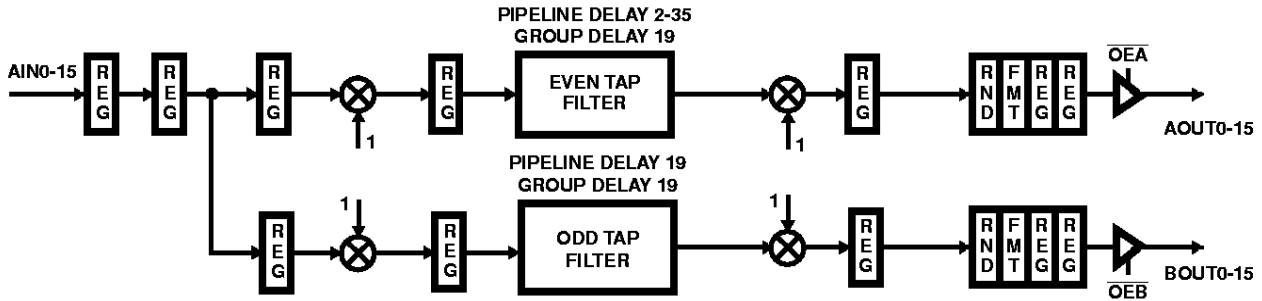 PIPELINE DELAY 2-35
GROUP DELAY 19
AIN0-15
REG
REG
REG
1
REG
EVEN TAP
FILTER
1
REG
RND
FMT
REG
REG
OEA
AOUT0-15
PIPELINE DELAY 19
GROUP DELAY 19
REG
1
REG
ODD TAP
FILTER
1
REG
RND
FMT
REG
REG
OEB
BOUT0-15